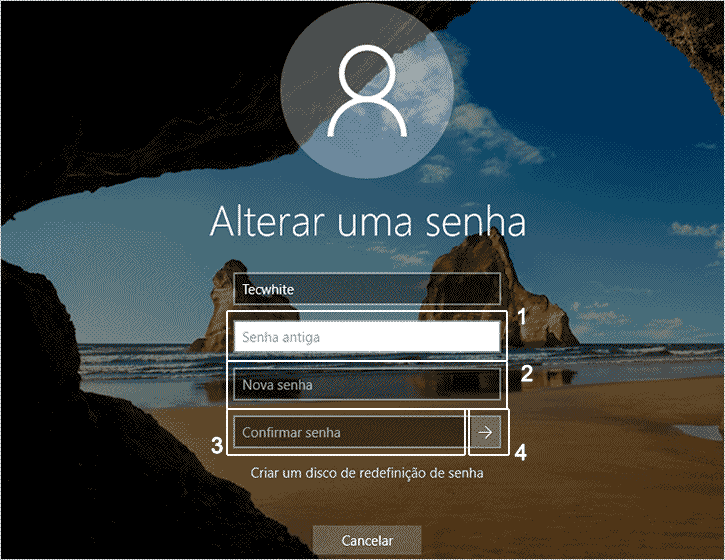 Alterar uma senha
Tecwhite
1
Senha antiga
2
Nova senha
3
Confirmar senha
4
Criar um disco de redefinição de senha
Cancelar